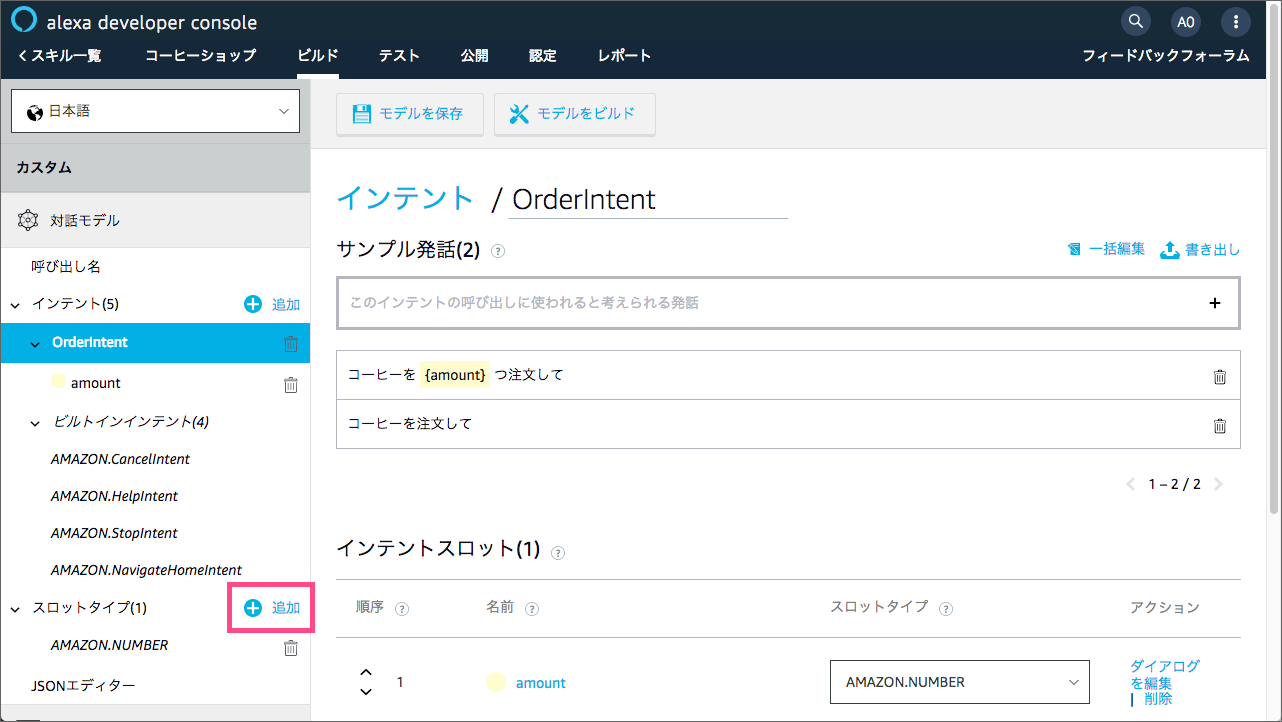 alexa developer console
AO
スキル一覧
コーヒーショップ
ビルド
テスト
公開
認定
レポート
フィードバックフォーラム
日本語
モデルを保存
モデルをビルド
カスタム
対話モデル
呼び出し名
インテント(5)
追加
OrderIntent
amount
ビルトインインテント(4)
AMAZON.CancelIntent
AMAZON.HelpIntent
AMAZON.StopIntent
AMAZON.NavigateHomeIntent
スロットタイプ(1)
追加
AMAZON.NUMBER
JSONエディター
インテント / OrderIntent
サンプル発話(2) ?
一括編集
書き出し
このインテントの呼び出しに使われると考えられる発話
コーヒーを {amount} つ注文して
コーヒーを注文して
1 – 2 / 2
インテントスロット(1) ?
順序 ?
名前 ?
スロットタイプ ?
アクション
1
amount
AMAZON.NUMBER
ダイアログ
を編集
| 削除